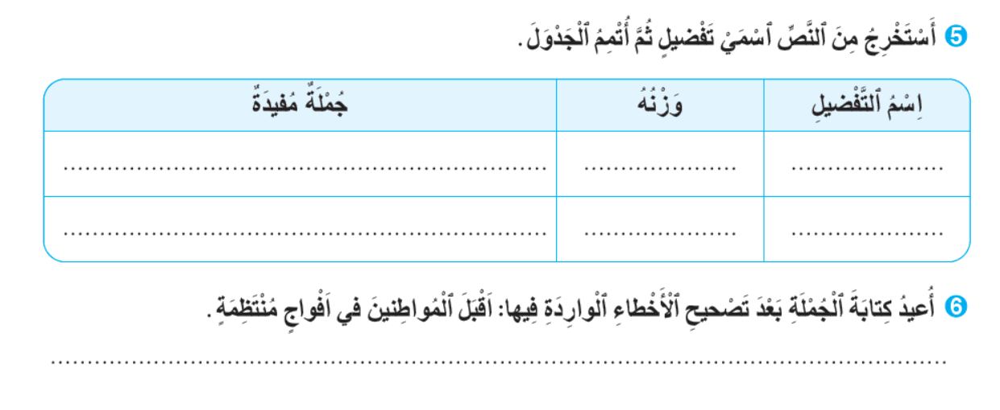 5 أَسْتَخْرِجُ مِنَ ٱلنَّصِّ ٱسْمَيْ تَفْضيلٍ ثُمَّ أُتْمِمُ ٱلْجَدْوَلَ.
اِسْمُ ٱلتَّفْضيلِ وَزْنُهُ جُمْلَةٌ مُفيدَةٌ
..................... ..................... ..................................................................
..................... ..................... ..................................................................
6 أُعيدُ كِتابَةَ ٱلْجُمْلَةِ بَعْدَ تَصْحيحِ ٱلْأَخْطاءِ ٱلْوارِدَةِ فِيها: اَقْبَلَ ٱلْمُواطِنينَ في اَفْواجٍ مُنْتَظِمَةٍ.
..........................................................................................................................